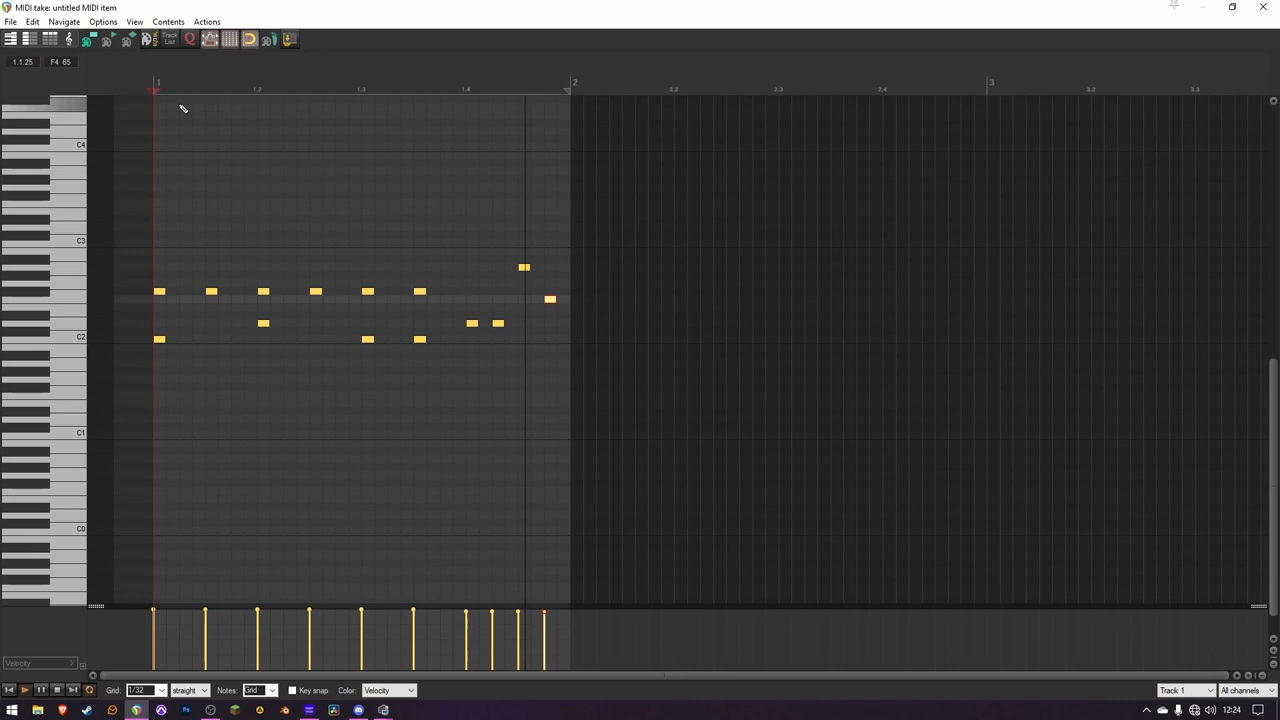 MIDI take: untitled MIDI item
File Edit Navigate Options View Contents Actions
Track List
1.1.25 F4 65
1 2 3
1.2 1.3 1.4 2.2 2.3 2.4 3.2 3.3
C4
C3
C2
C1
C0
Velocity
Grid: 1/32 straight Notes: Grid Key snap Color: Velocity Track 1 All channels
12:24